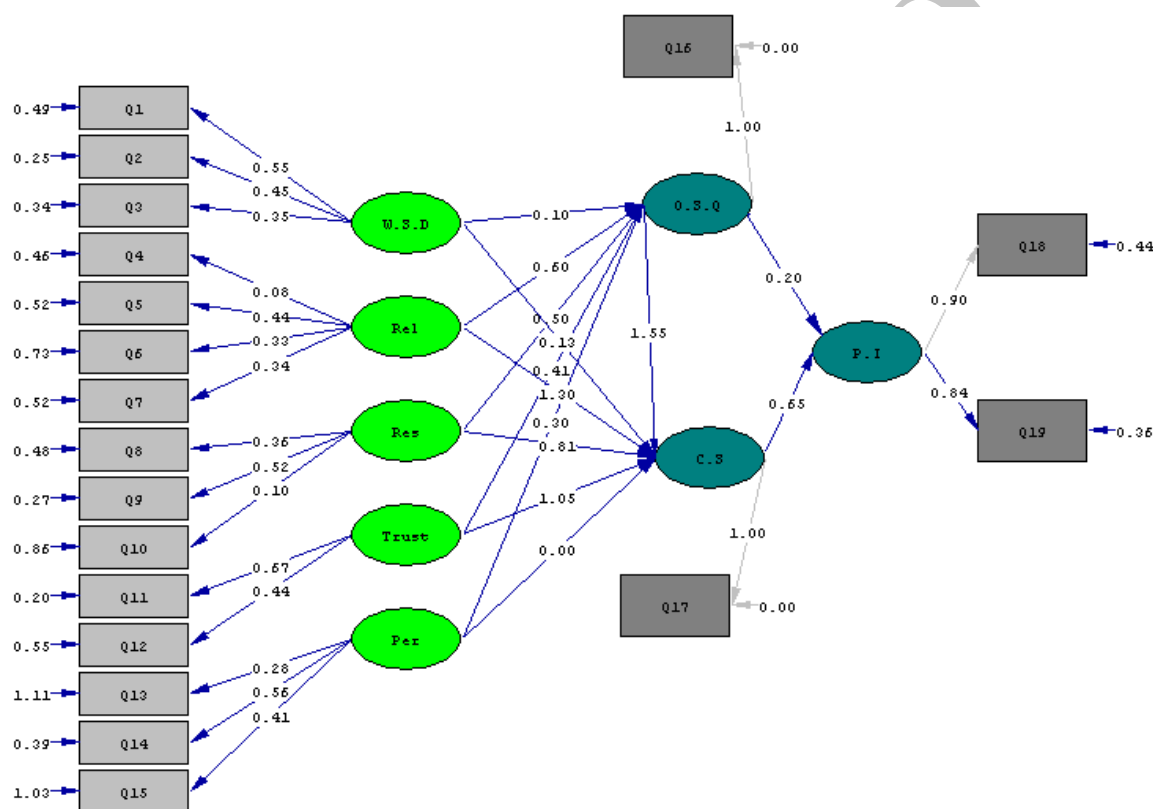 Q16
0.00
0.49
Q1
1.00
0.25
Q2
0.55
0.45
0.34
Q3
0.35
W.S.D
0.10
O.S.Q
0.46
Q4
0.08
Q18
0.44
0.52
Q5
0.44
0.60
0.20
0.90
0.73
Q6
0.33
Rel
0.50
1.55
0.13
P.I
0.52
Q7
0.34
0.41
0.84
1.30
0.65
0.48
Q8
0.36
Res
0.30
0.81
C.S
Q19
0.36
0.27
Q9
0.52
0.10
1.05
0.86
Q10
Trust
1.00
0.00
0.67
0.20
Q11
0.44
Q17
0.00
0.55
Q12
Per
0.28
1.11
Q13
0.56
0.41
0.39
Q14
1.03
Q15